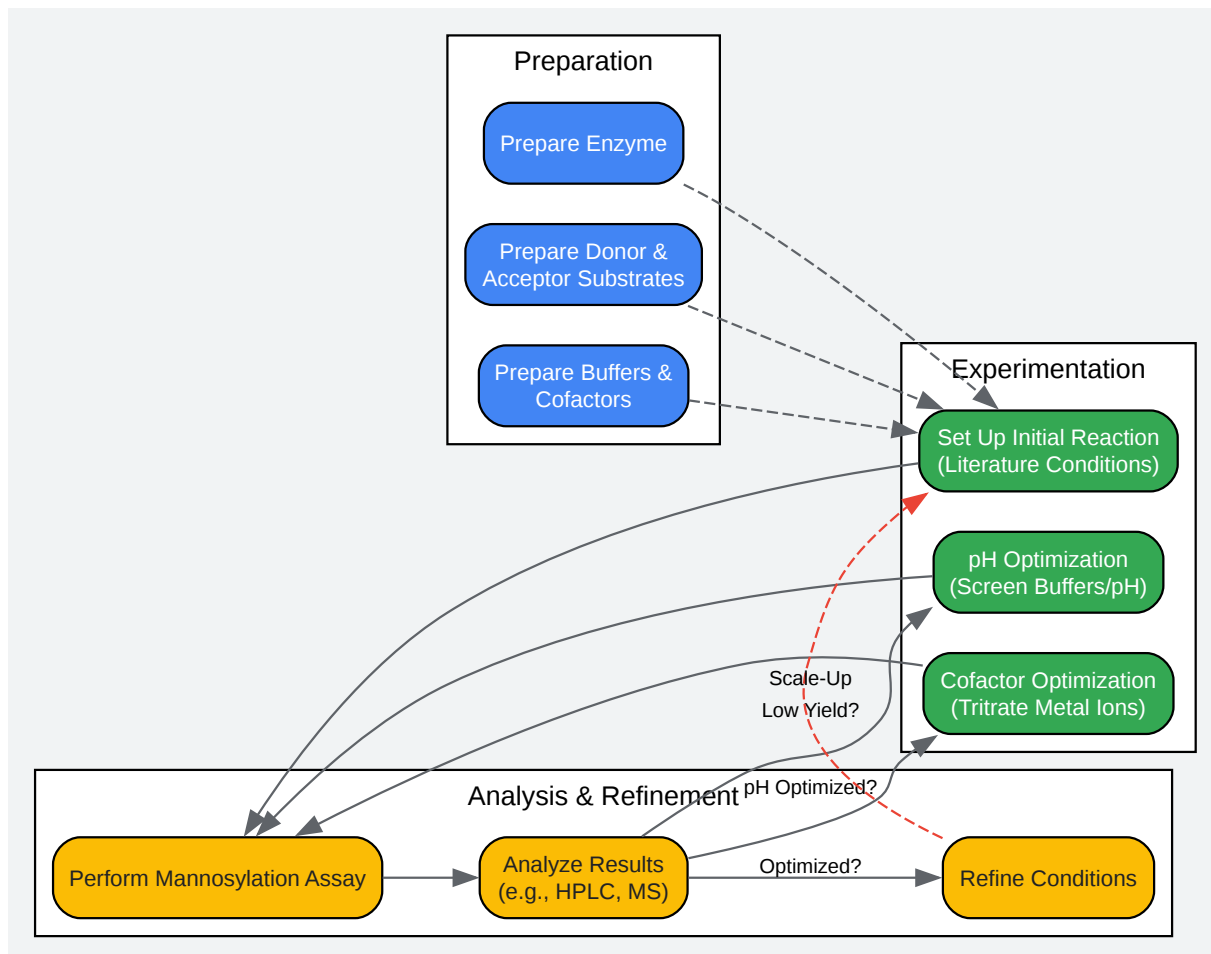 Preparation
Prepare Enzyme
Prepare Donor &
Acceptor Substrates
Prepare Buffers &
Cofactors
Experimentation
Set Up Initial Reaction
(Literature Conditions)
pH Optimization
(Screen Buffers/pH)
Cofactor Optimization
(Tritrate Metal Ions)
Scale-Up
Low Yield?
pH Optimized?
Analysis & Refinement
Perform Mannosylation Assay
Analyze Results
(e.g., HPLC, MS)
Optimized?
Refine Conditions